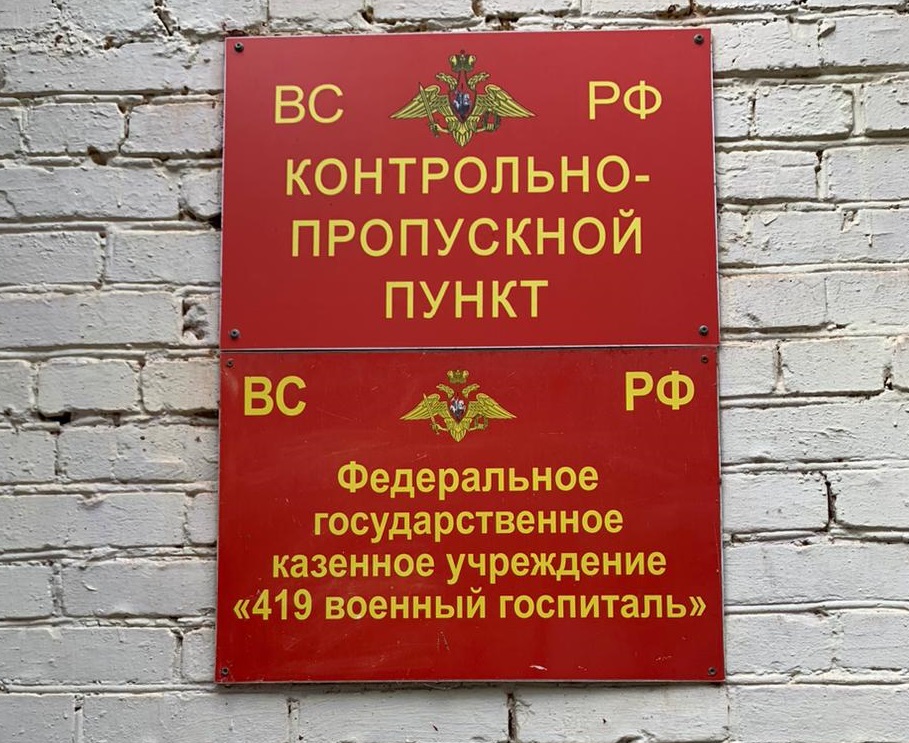 ВС РФ
КОНТРОЛЬНО-
ПРОПУСКНОЙ
ПУНКТ
ВС РФ
Федеральное
государственное
казенное учреждение
«419 военный госпиталь»